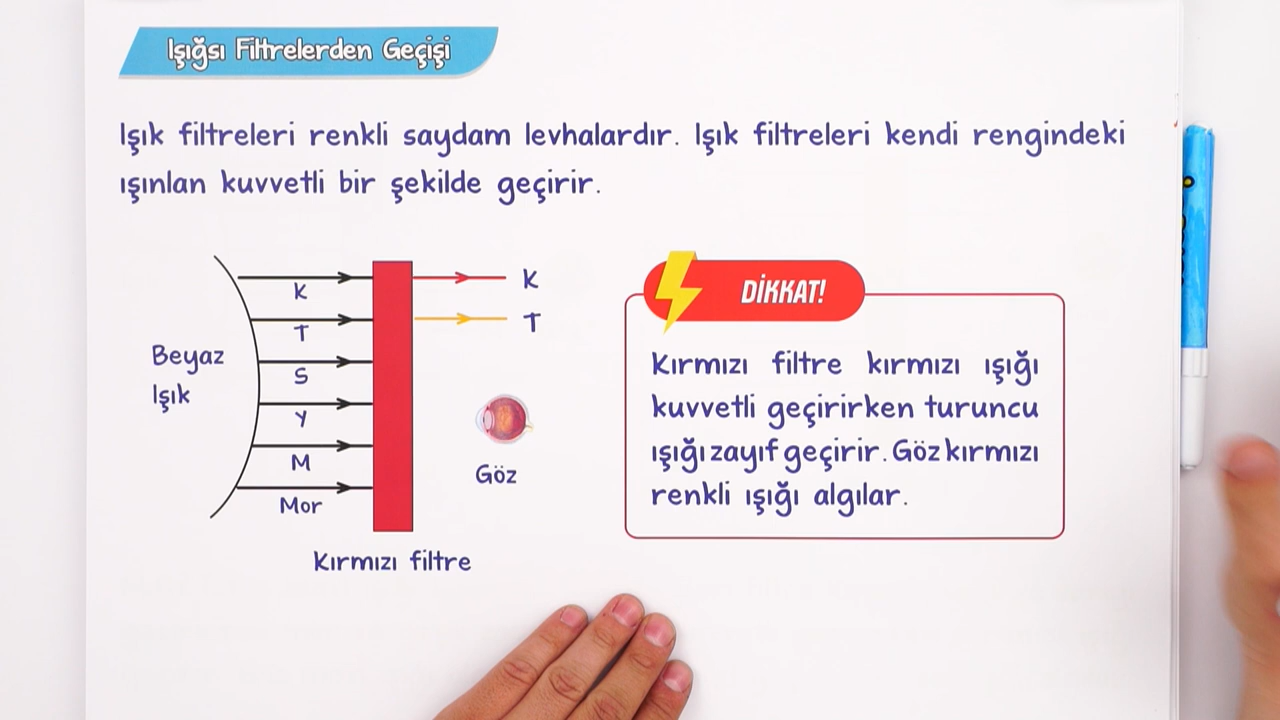 Işığsı Filtrelerden Geçişi
Işık filtreleri renkli saydam levhalardır. Işık filtreleri kendi rengindeki
ışınlan kuvvetli bir şekilde geçirir.
K
K
T
T
Beyaz
Işık
S
Y
M
Mor
Göz
Kırmızı filtre
DİKKAT!
Kırmızı filtre kırmızı ışığı
kuvvetli geçirirken turuncu
ışığı zayıf geçirir. Göz kırmızı
renkli ışığı algılar.